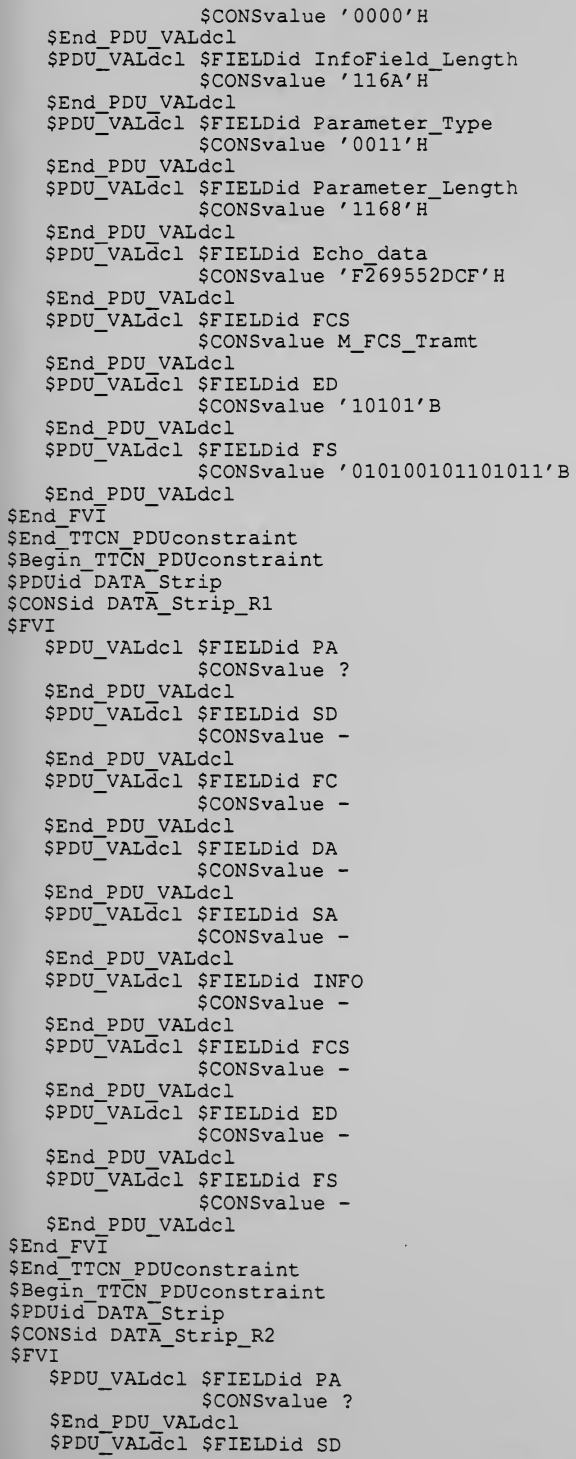 $CONSvalue '0000'H
$End_PDU_VALdcl
$PDU_VALdcl $FIELDid InfoField_Length
$CONSvalue '116A'H
$End_PDU_VALdcl
$PDU_VALdcl $FIELDid Parameter_Type
$CONSvalue '0011'H
$End_PDU_VALdcl
$PDU_VALdcl $FIELDid Parameter_Length
$CONSvalue '1168'H
$End_PDU_VALdcl
$PDU_VALdcl $FIELDid Echo_data
$CONSvalue 'F269552DCF'H
$End_PDU_VALdcl
$PDU_VALdcl $FIELDid FCS
$CONSvalue M_FCS_Tramt
$End_PDU_VALdcl
$PDU_VALdcl $FIELDid ED
$CONSvalue '10101'B
$End_PDU_VALdcl
$PDU_VALdcl $FIELDid FS
$CONSvalue '010100101101011'B
$End_PDU_VALdcl
$End_FVI
$End_TTCN_PDUconstraint
$Begin_TTCN_PDUconstraint
$PDUid DATA_Strip
$CONSid DATA_Strip_R1
$FVI
$PDU_VALdcl $FIELDid PA
$CONSvalue ?
$End_PDU_VALdcl
$PDU_VALdcl $FIELDid SD
$CONSvalue -
$End_PDU_VALdcl
$PDU_VALdcl $FIELDid FC
$CONSvalue -
$End_PDU_VALdcl
$PDU_VALdcl $FIELDid DA
$CONSvalue -
$End_PDU_VALdcl
$PDU_VALdcl $FIELDid SA
$CONSvalue -
$End_PDU_VALdcl
$PDU_VALdcl $FIELDid INFO
$CONSvalue -
$End_PDU_VALdcl
$PDU_VALdcl $FIELDid FCS
$CONSvalue -
$End_PDU_VALdcl
$PDU_VALdcl $FIELDid ED
$CONSvalue -
$End_PDU_VALdcl
$PDU_VALdcl $FIELDid FS
$CONSvalue -
$End_PDU_VALdcl
$End_FVI
$End_TTCN_PDUconstraint
$Begin_TTCN_PDUconstraint
$PDUid DATA_Strip
$CONSid DATA_Strip_R2
$FVI
$PDU_VALdcl $FIELDid PA
$CONSvalue ?
$End_PDU_VALdcl
$PDU_VALdcl $FIELDid SD